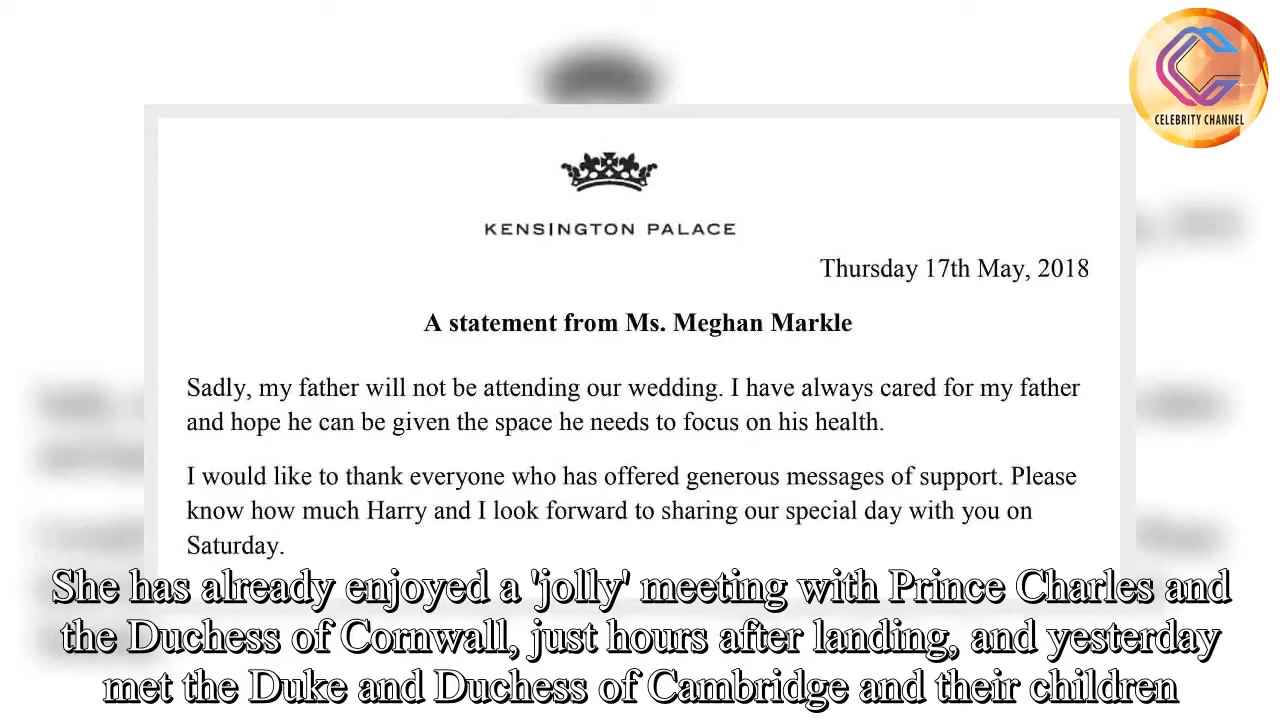 CELEBRITY CHANNEL
KENSINGTON PALACE
Thursday 17th May, 2018
A statement from Ms. Meghan Markle
Sadly, my father will not be attending our wedding. I have always cared for my father
and hope he can be given the space he needs to focus on his health.
I would like to thank everyone who has offered generous messages of support. Please
know how much Harry and I look forward to sharing our special day with you on
Saturday.
She has already enjoyed a 'jolly' meeting with Prince Charles and
the Duchess of Cornwall, just hours after landing, and yesterday
met the Duke and Duchess of Cambridge and their children